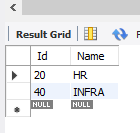 Result Grid
Id Name
20 HR
40 INFRA
NULL NULL